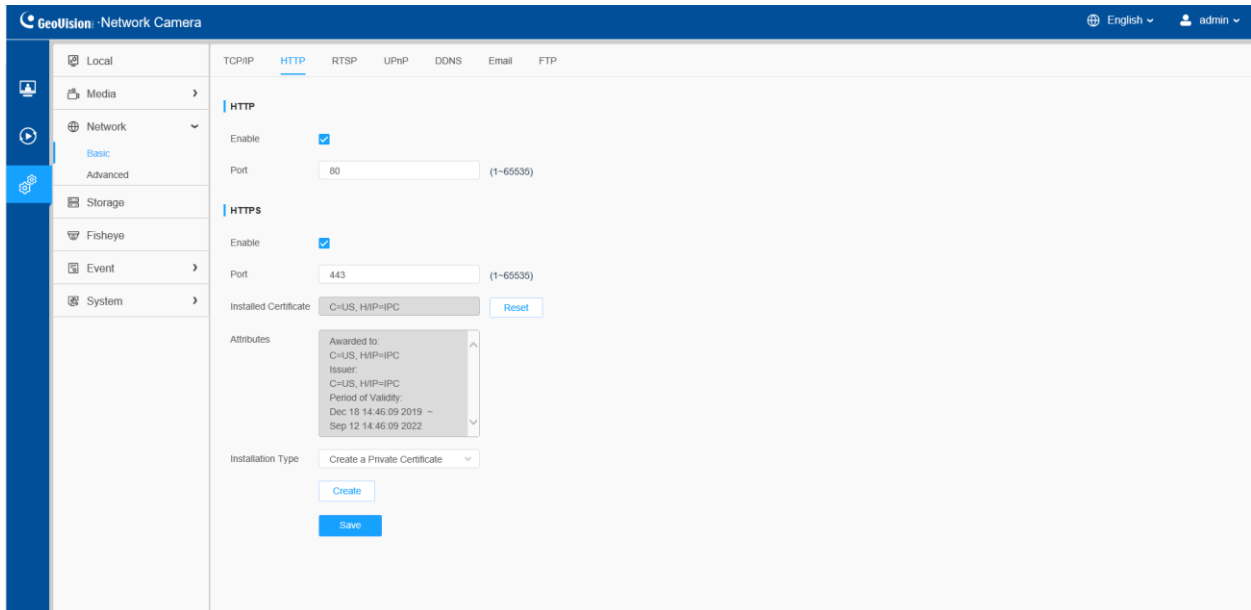 GeoVision Network Camera
English
admin
Local
Media
Network
Basic
Advanced
Storage
Fisheye
Event
System
TCP/IP HTTP RTSP UPnP DDNS Email FTP
HTTP
Enable
Port 80 (1~65535)
HTTPS
Enable
Port 443 (1~65535)
Installed Certificate C=US, H/IP=IPC Reset
Attributes
Awarded to:
C=US, H/IP=IPC
Issuer:
C=US, H/IP=IPC
Period of Validity:
Dec 18 14:46:09 2019 ~
Sep 12 14:46:09 2022
Installation Type Create a Private Certificate
Create
Save